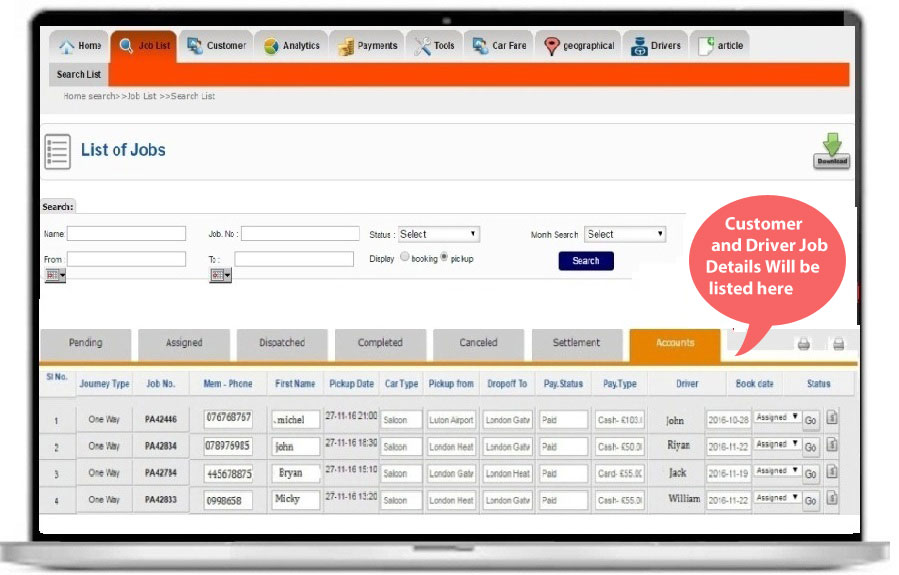 Home Job List Customer Analytics Payments Tools Car Fare geographical Drivers article
Search List
Home search>>Job List >>Search List
List of Jobs
Download
Search:
Name Job. No : Status : Select Month Search Select
From : To : Display booking pickup Search
Customer
and Driver Job
Details Will be
listed here
Pending Assigned Dispatched Completed Canceled Settlement Accounts
Sl No. Journey Type Job No. Mem - Phone First Name Pickup Date Car Type Pickup from Dropoff To Pay.Status Pay.Type Driver Book date Status
1 One Way PA42446 076768767 .michel 27-11-16 21:00 Saloon Luton Airport London Gatw Paid Cash- £103.0 John 2016-10-28 Assigned Go
2 One Way PA42834 078976985 john 27-11-16 18:30 Saloon London Heat London Gatw Paid Cash- £50.0 Riyan 2016-11-22 Assigned Go
3 One Way PA42784 445678875 Bryan 27-11-16 15:10 Saloon London Gatw London Heat Paid Card- £55.00 Jack 2016-11-19 Assigned Go
4 One Way PA42833 0998658 Micky 27-11-16 13:20 Saloon London Heat London Gatw Paid Cash- £55.0 William 2016-11-22 Assigned Go